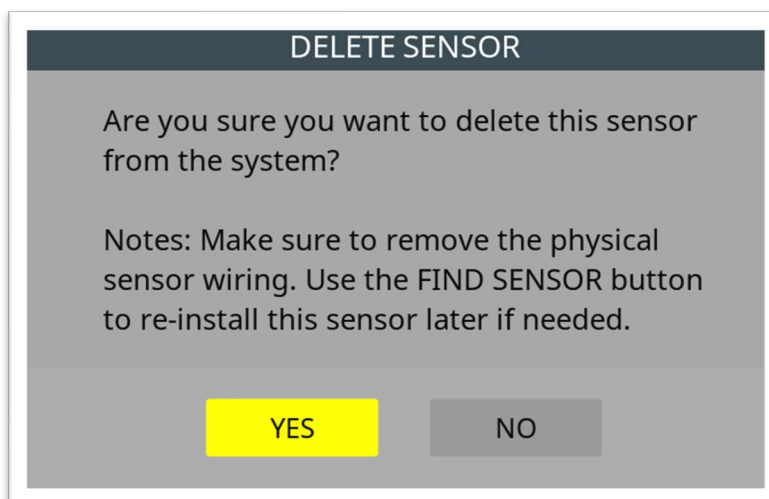 DELETE SENSOR
Are you sure you want to delete this sensor
from the system?
Notes: Make sure to remove the physical
sensor wiring. Use the FIND SENSOR button
to re-install this sensor later if needed.
YES NO